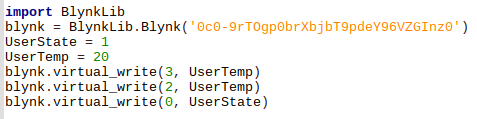 import BlynkLib
blynk = BlynkLib.Blynk('0c0-9rTOgp0brXbjbT9pdeY96VZGInz0')
UserState = 1
UserTemp = 20
blynk.virtual_write(3, UserTemp)
blynk.virtual_write(2, UserTemp)
blynk.virtual_write(0, UserState)